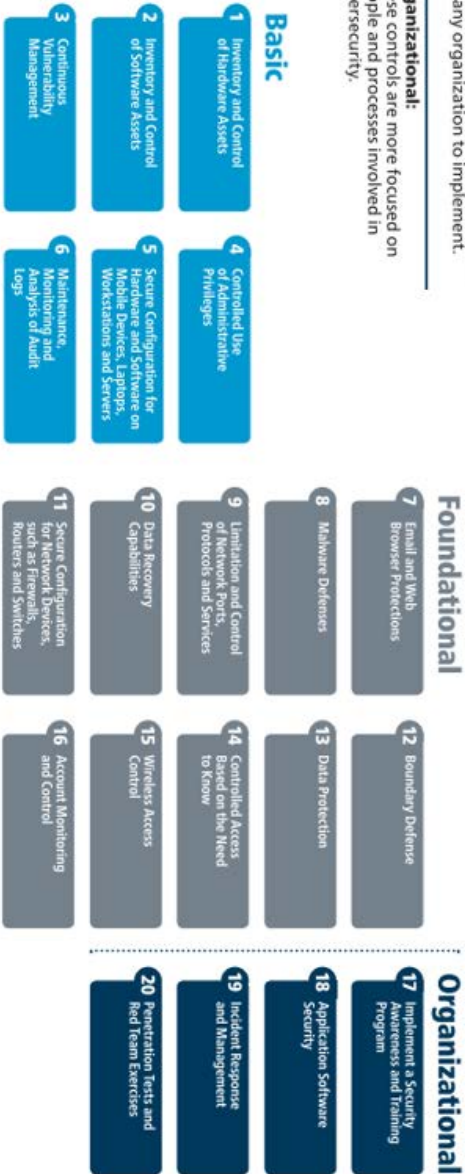 any organization to implement.
ganizational:
se controls are more focused on
ple and processes involved in
ersecurity.
Basic
1 Inventory and Control
of Hardware Assets
2 Inventory and Control
of Software Assets
3 Continuous
Vulnerability
Management
4 Controlled Use
of Administrative
Privileges
5 Secure Configuration for
Hardware and Software on
Mobile Devices, Laptops,
Workstations and Servers
6 Maintenance,
Monitoring and
Analysis of Audit
Logs
Foundational
7 Email and Web
Browser Protections
8 Malware Defenses
9 Limitation and Control
of Network Ports,
Protocols and Services
10 Data Recovery
Capabilities
11 Secure Configuration
for Network Devices,
such as Firewalls,
Routers and Switches
12 Boundary Defense
13 Data Protection
14 Controlled Access
Based on the Need
to Know
15 Wireless Access
Control
16 Account Monitoring
and Control
Organizational
17 Implement a Security
Awareness and Training
Program
18 Application Software
Security
19 Incident Response
and Management
20 Penetration Tests and
Red Team Exercises